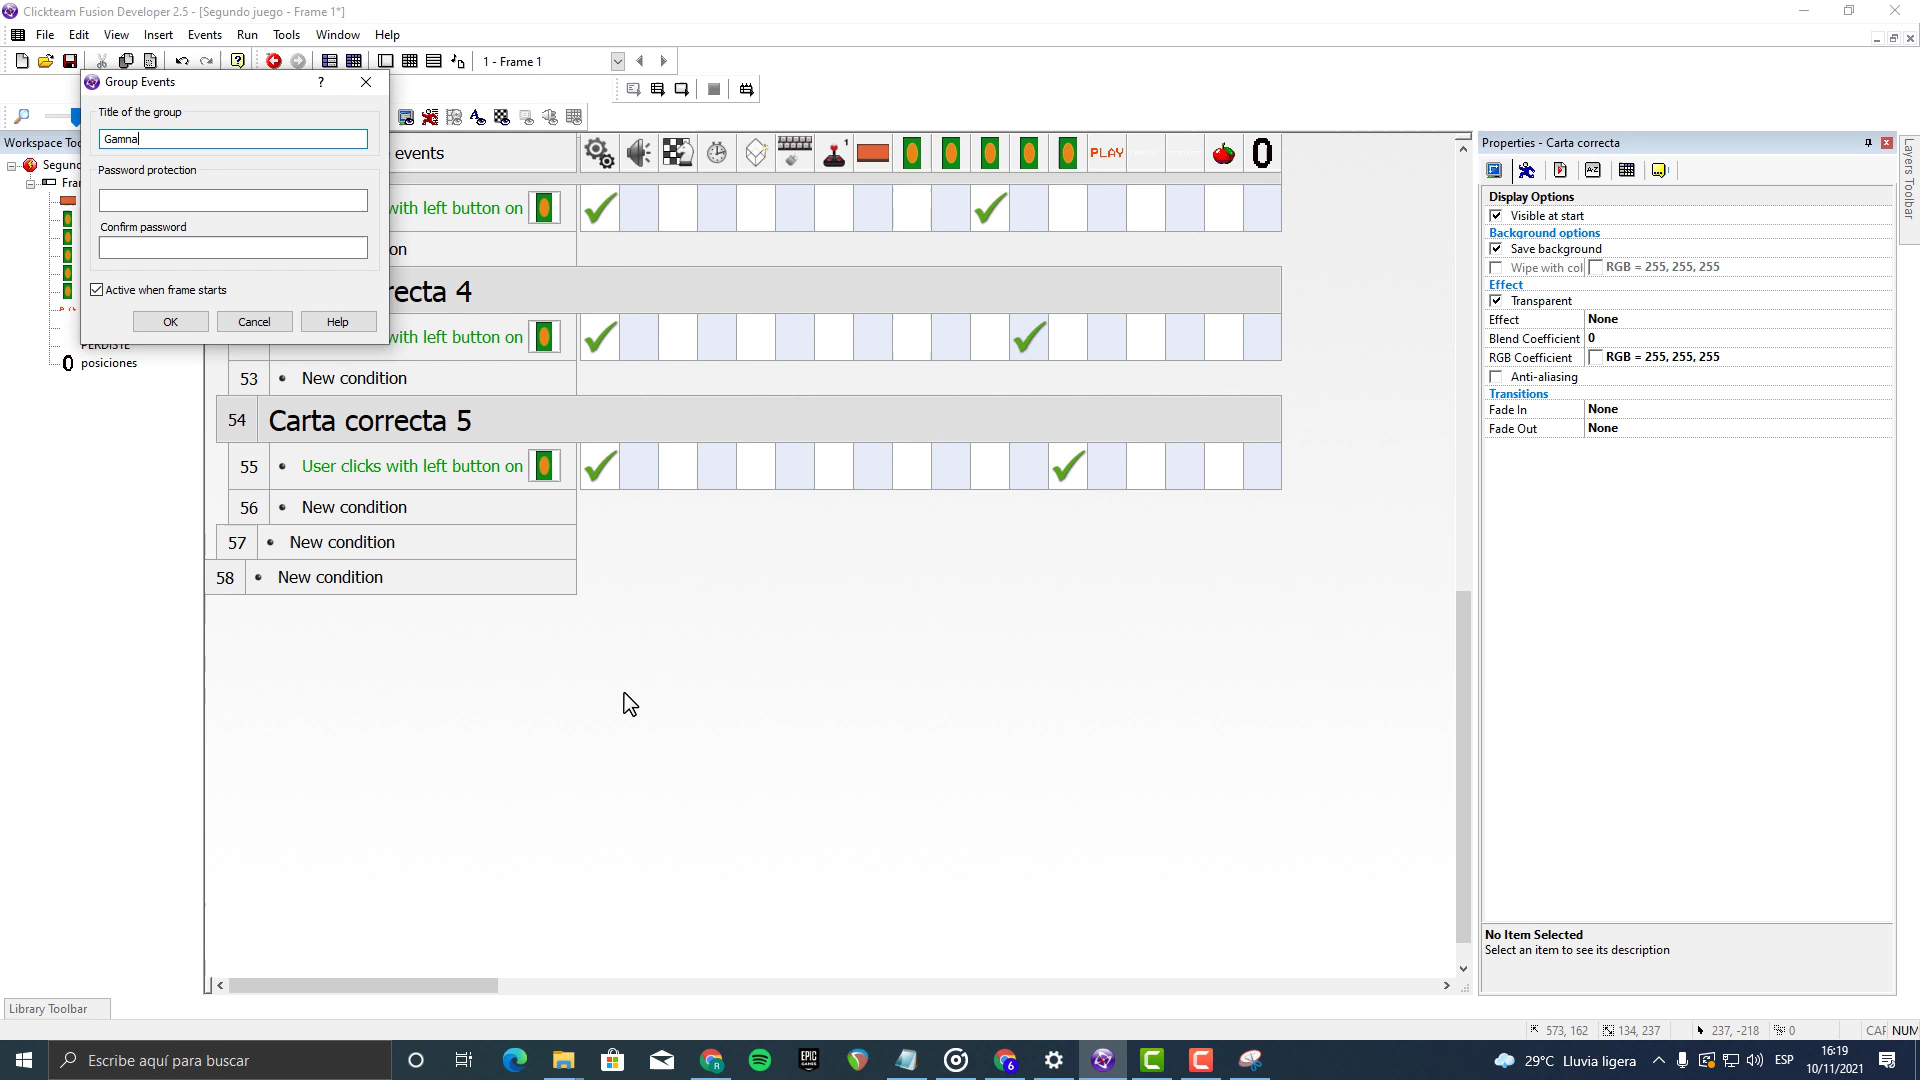 Clickteam Fusion Developer 2.5 - [Segundo juego - Frame 1*]
File Edit View Insert Events Run Tools Window Help
1 - Frame 1
Group Events
?
Title of the group
Gamna
Password protection
Confirm password
Active when frame starts
OK Cancel Help
Workspace Too
Segun
Fra
PERDISTE
posiciones
events
PLAY
with left button on
on
recta 4
with left button on
53 • New condition
54 Carta correcta 5
55 • User clicks with left button on
56 • New condition
57 • New condition
58 • New condition
Properties - Carta correcta
Display Options
Visible at start
Background options
Save background
Wipe with col RGB = 255, 255, 255
Effect
Transparent
Effect None
Blend Coefficient 0
RGB Coefficient RGB = 255, 255, 255
Anti-aliasing
Transitions
Fade In None
Fade Out None
No Item Selected
Select an item to see its description
Layers Toolbar
Library Toolbar
573, 162 134, 237 237, -218 0 CAP NUM
Escribe aquí para buscar
29°C Lluvia ligera
ESP
16:19
10/11/2021